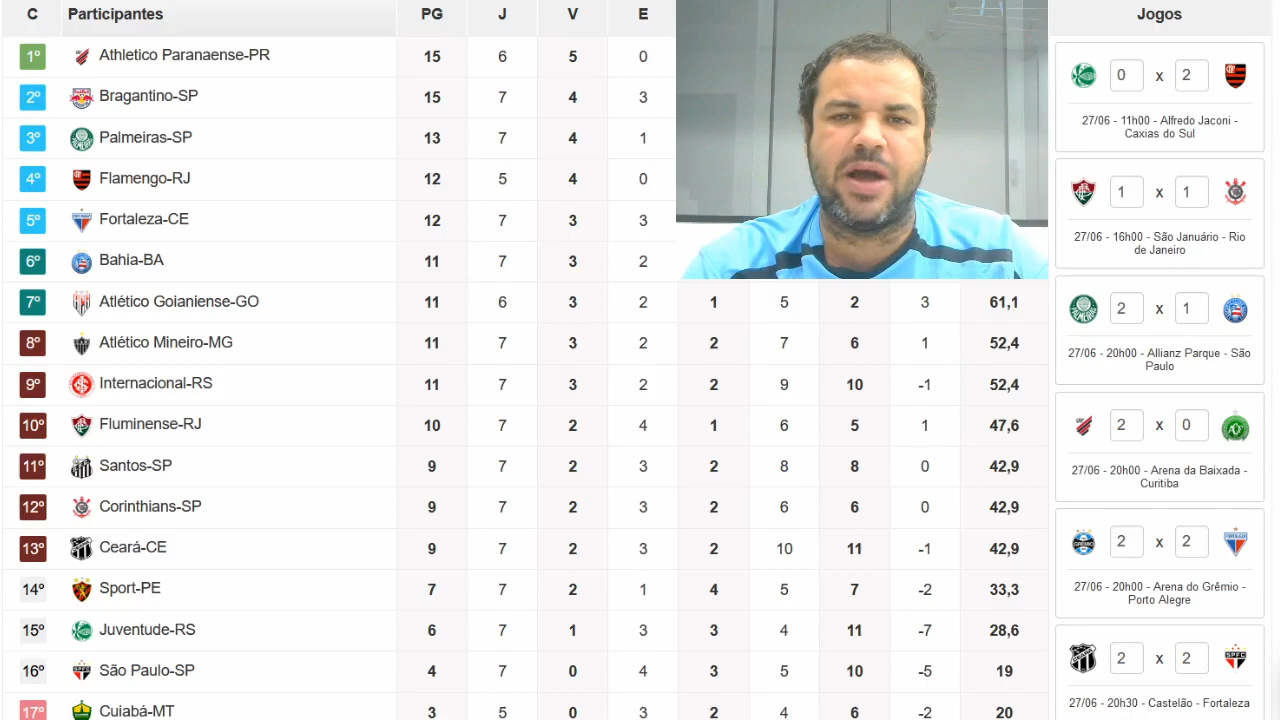 C Participantes PG J V E
1º Athletico Paranaense-PR 15 6 5 0
2º Bragantino-SP 15 7 4 3
3º Palmeiras-SP 13 7 4 1
4º Flamengo-RJ 12 5 4 0
5º Fortaleza-CE 12 7 3 3
6º Bahia-BA 11 7 3 2
7º Atlético Goianiense-GO 11 6 3 2 1 5 2 3 61,1
8º Atlético Mineiro-MG 11 7 3 2 2 7 6 1 52,4
9º Internacional-RS 11 7 3 2 2 9 10 -1 52,4
10º Fluminense-RJ 10 7 2 4 1 6 5 1 47,6
11º Santos-SP 9 7 2 3 2 8 8 0 42,9
12º Corinthians-SP 9 7 2 3 2 6 6 0 42,9
13º Ceará-CE 9 7 2 3 2 10 11 -1 42,9
14º Sport-PE 7 7 2 1 4 5 7 -2 33,3
15º Juventude-RS 6 7 1 3 3 4 11 -7 28,6
16º São Paulo-SP 4 7 0 4 3 5 10 -5 19
17º Cuiabá-MT 3 5 0 3 2 4 6 -2 20
Jogos
0 x 2
27/06 - 11h00 - Alfredo Jaconi -
Caxias do Sul
1 x 1
27/06 - 16h00 - São Januário - Rio
de Janeiro
2 x 1
27/06 - 20h00 - Allianz Parque - São
Paulo
2 x 0
27/06 - 20h00 - Arena da Baixada -
Curitiba
2 x 2
27/06 - 20h00 - Arena do Grêmio -
Porto Alegre
2 x 2
27/06 - 20h30 - Castelão - Fortaleza